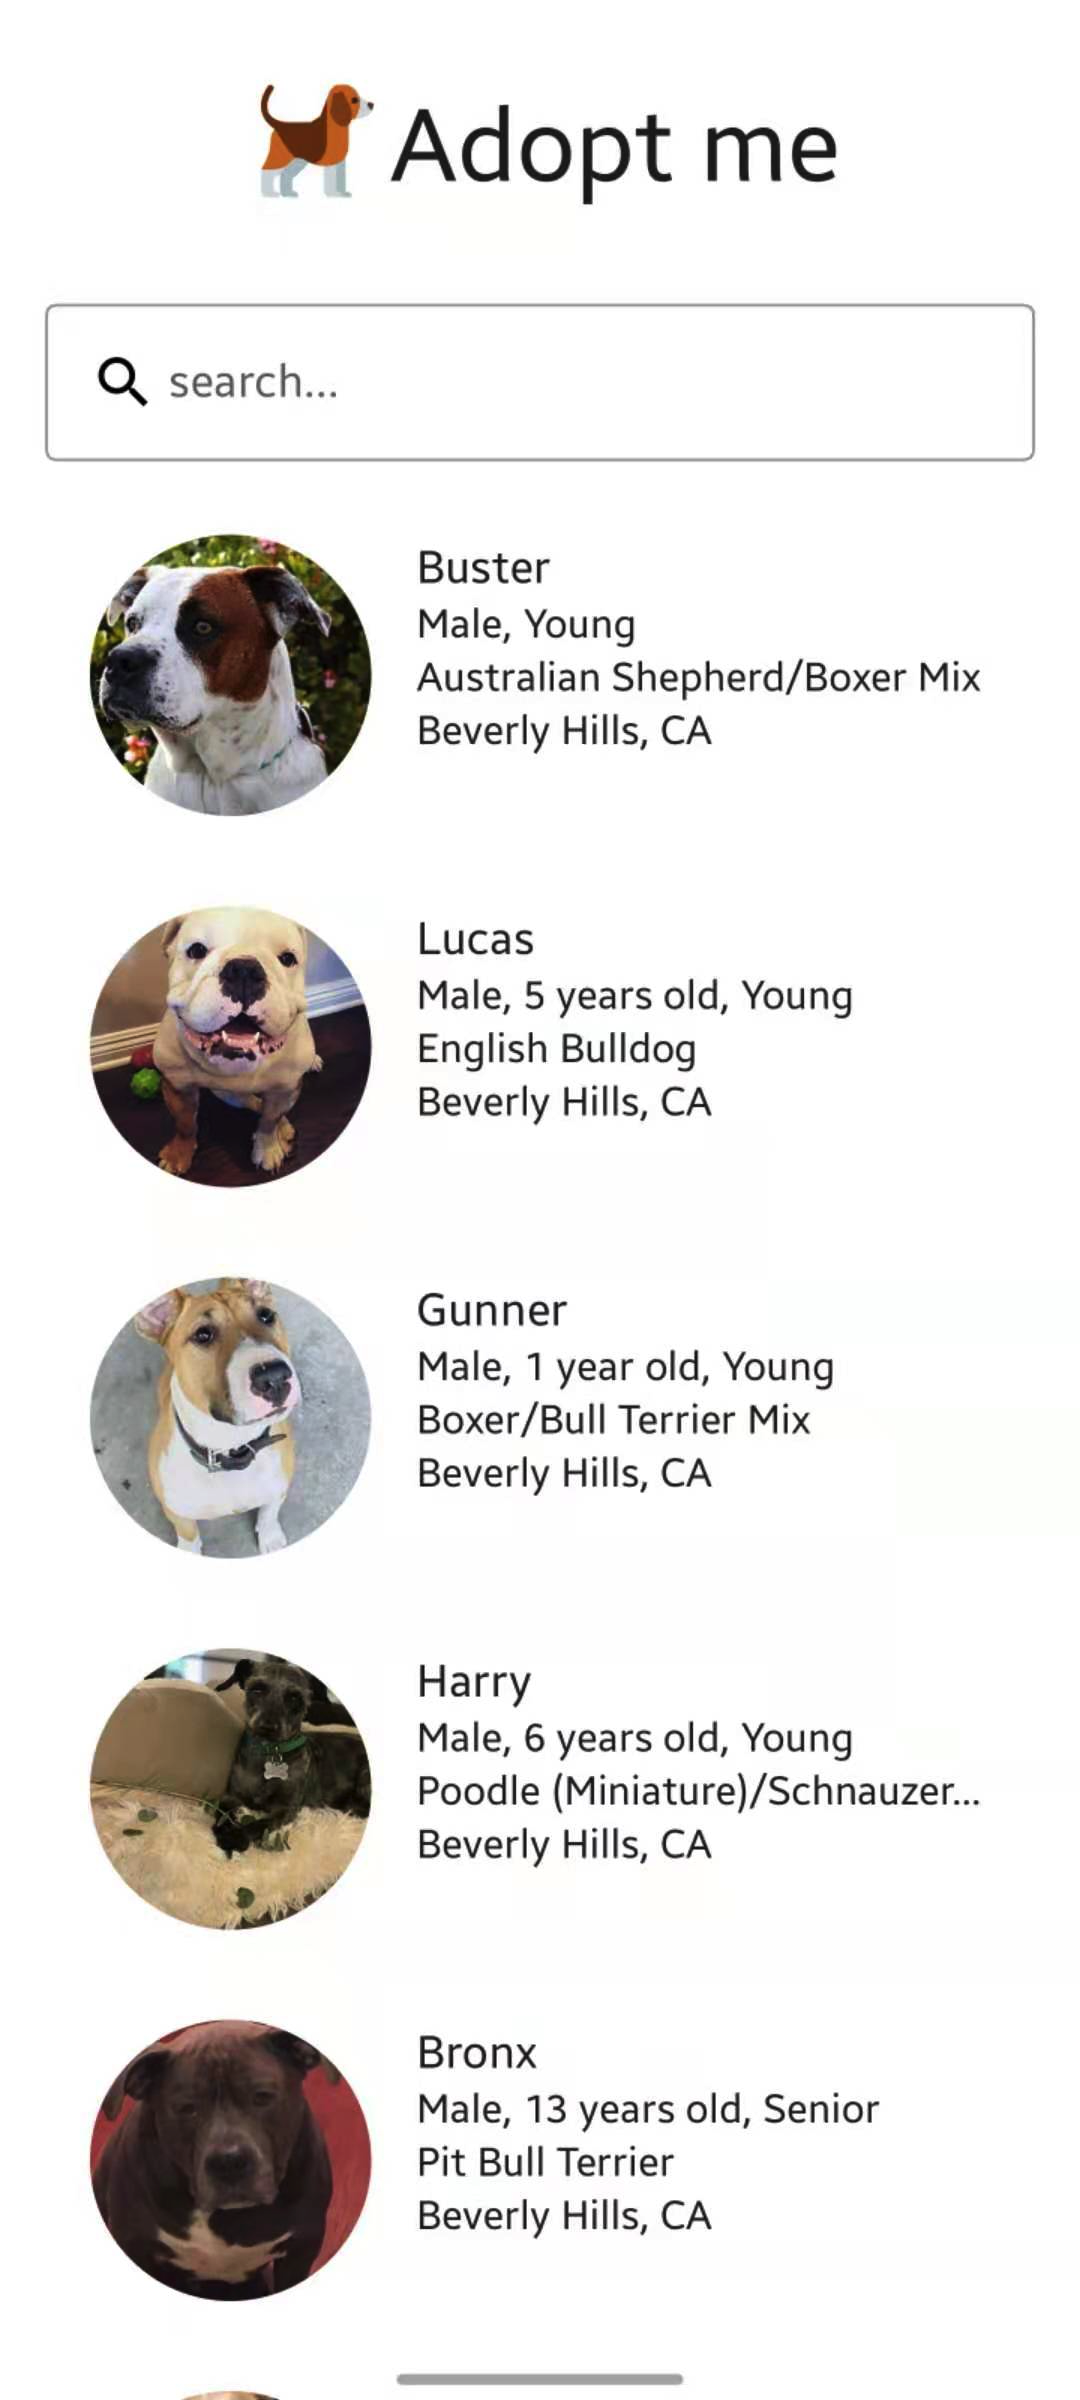 Adopt me
search...
Buster
Male, Young
Australian Shepherd/Boxer Mix
Beverly Hills, CA
Lucas
Male, 5 years old, Young
English Bulldog
Beverly Hills, CA
Gunner
Male, 1 year old, Young
Boxer/Bull Terrier Mix
Beverly Hills, CA
Harry
Male, 6 years old, Young
Poodle (Miniature)/Schnauzer...
Beverly Hills, CA
Bronx
Male, 13 years old, Senior
Pit Bull Terrier
Beverly Hills, CA